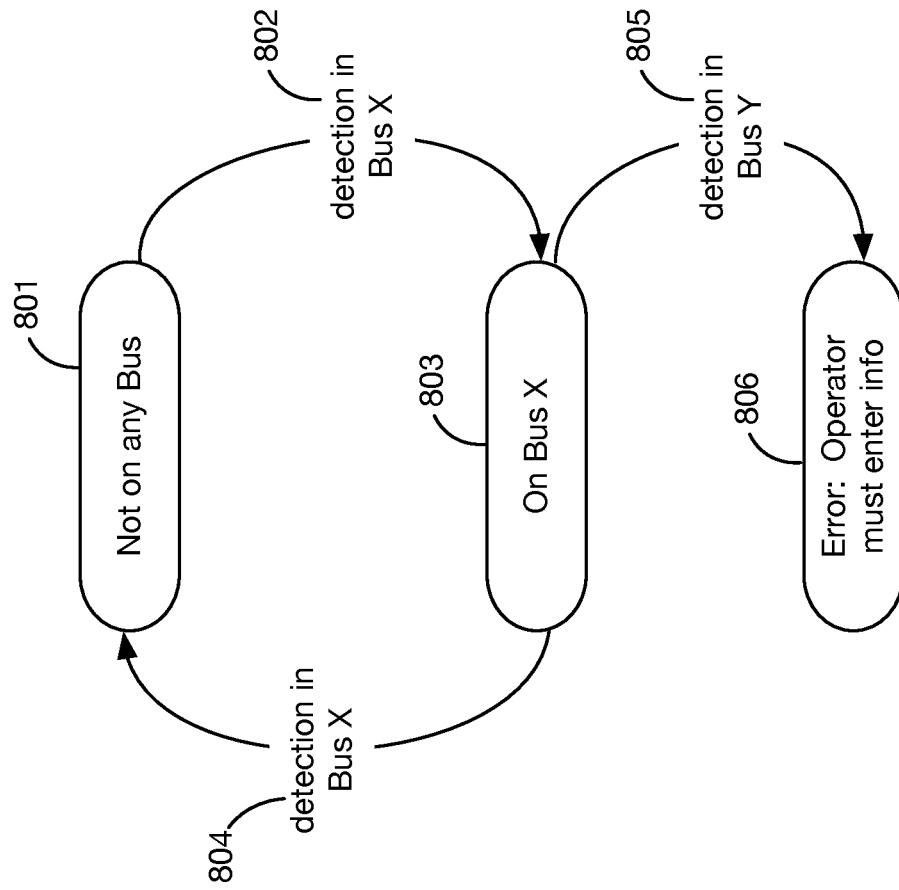 801
Not on any Bus
802
detection in
Bus X
804
detection in
Bus X
803
On Bus X
805
detection in
Bus Y
806
Error: Operator
must enter info